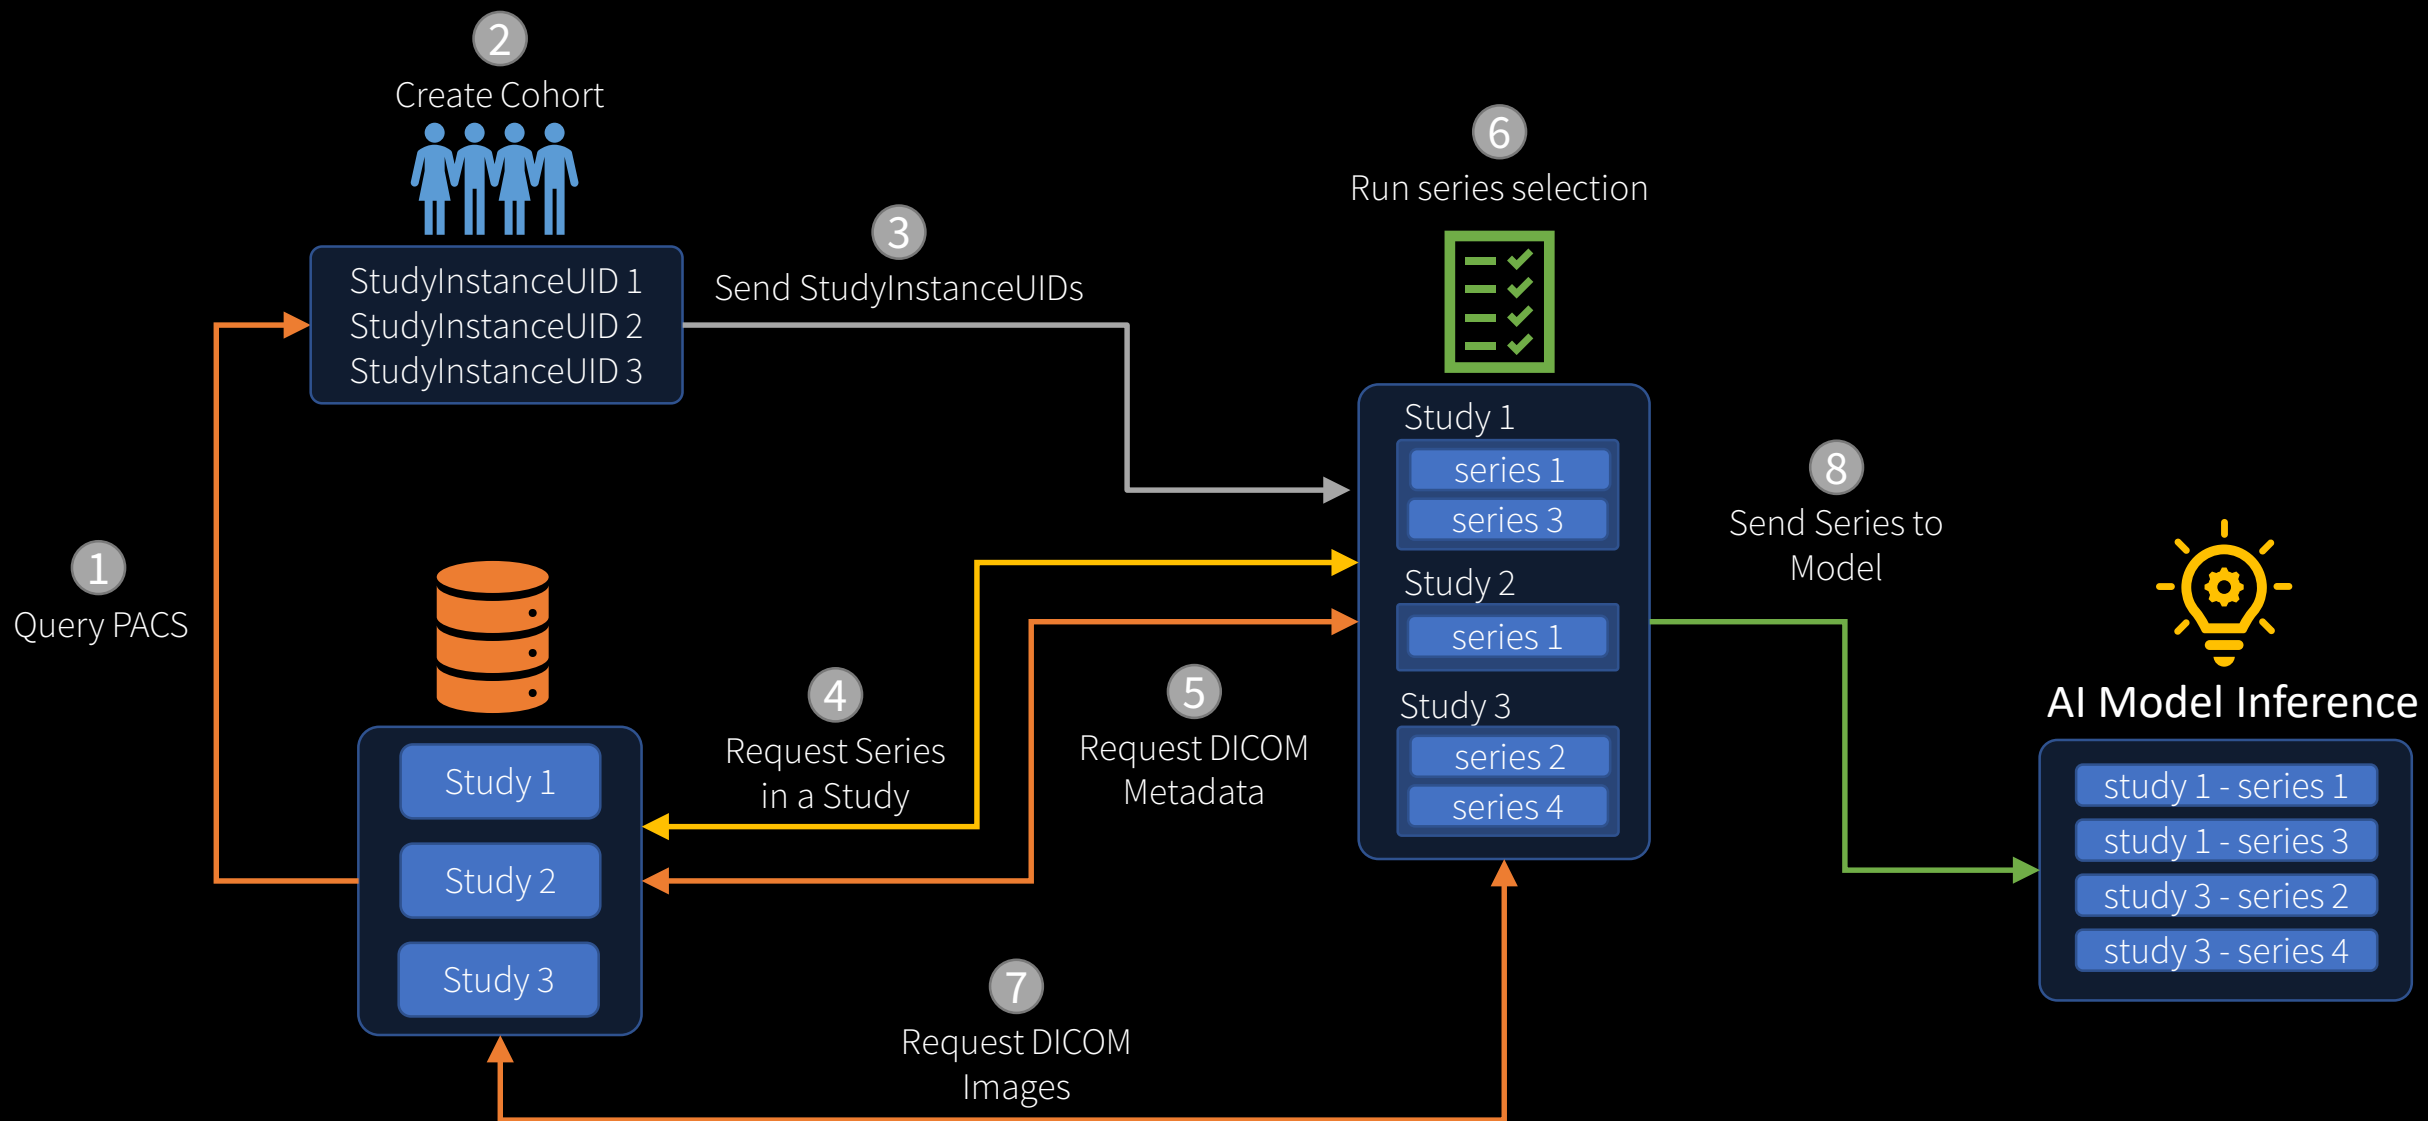 2
Create Cohort
StudyInstanceUID 1
StudyInstanceUID 2
StudyInstanceUID 3
3
Send StudyInstanceUIDs
1
Query PACS
Study 1
Study 2
Study 3
4
Request Series
in a Study
5
Request DICOM
Metadata
7
Request DICOM
Images
6
Run series selection
Study 1
series 1
series 3
Study 2
series 1
Study 3
series 2
series 4
8
Send Series to
Model
AI Model Inference
study 1 - series 1
study 1 - series 3
study 3 - series 2
study 3 - series 4